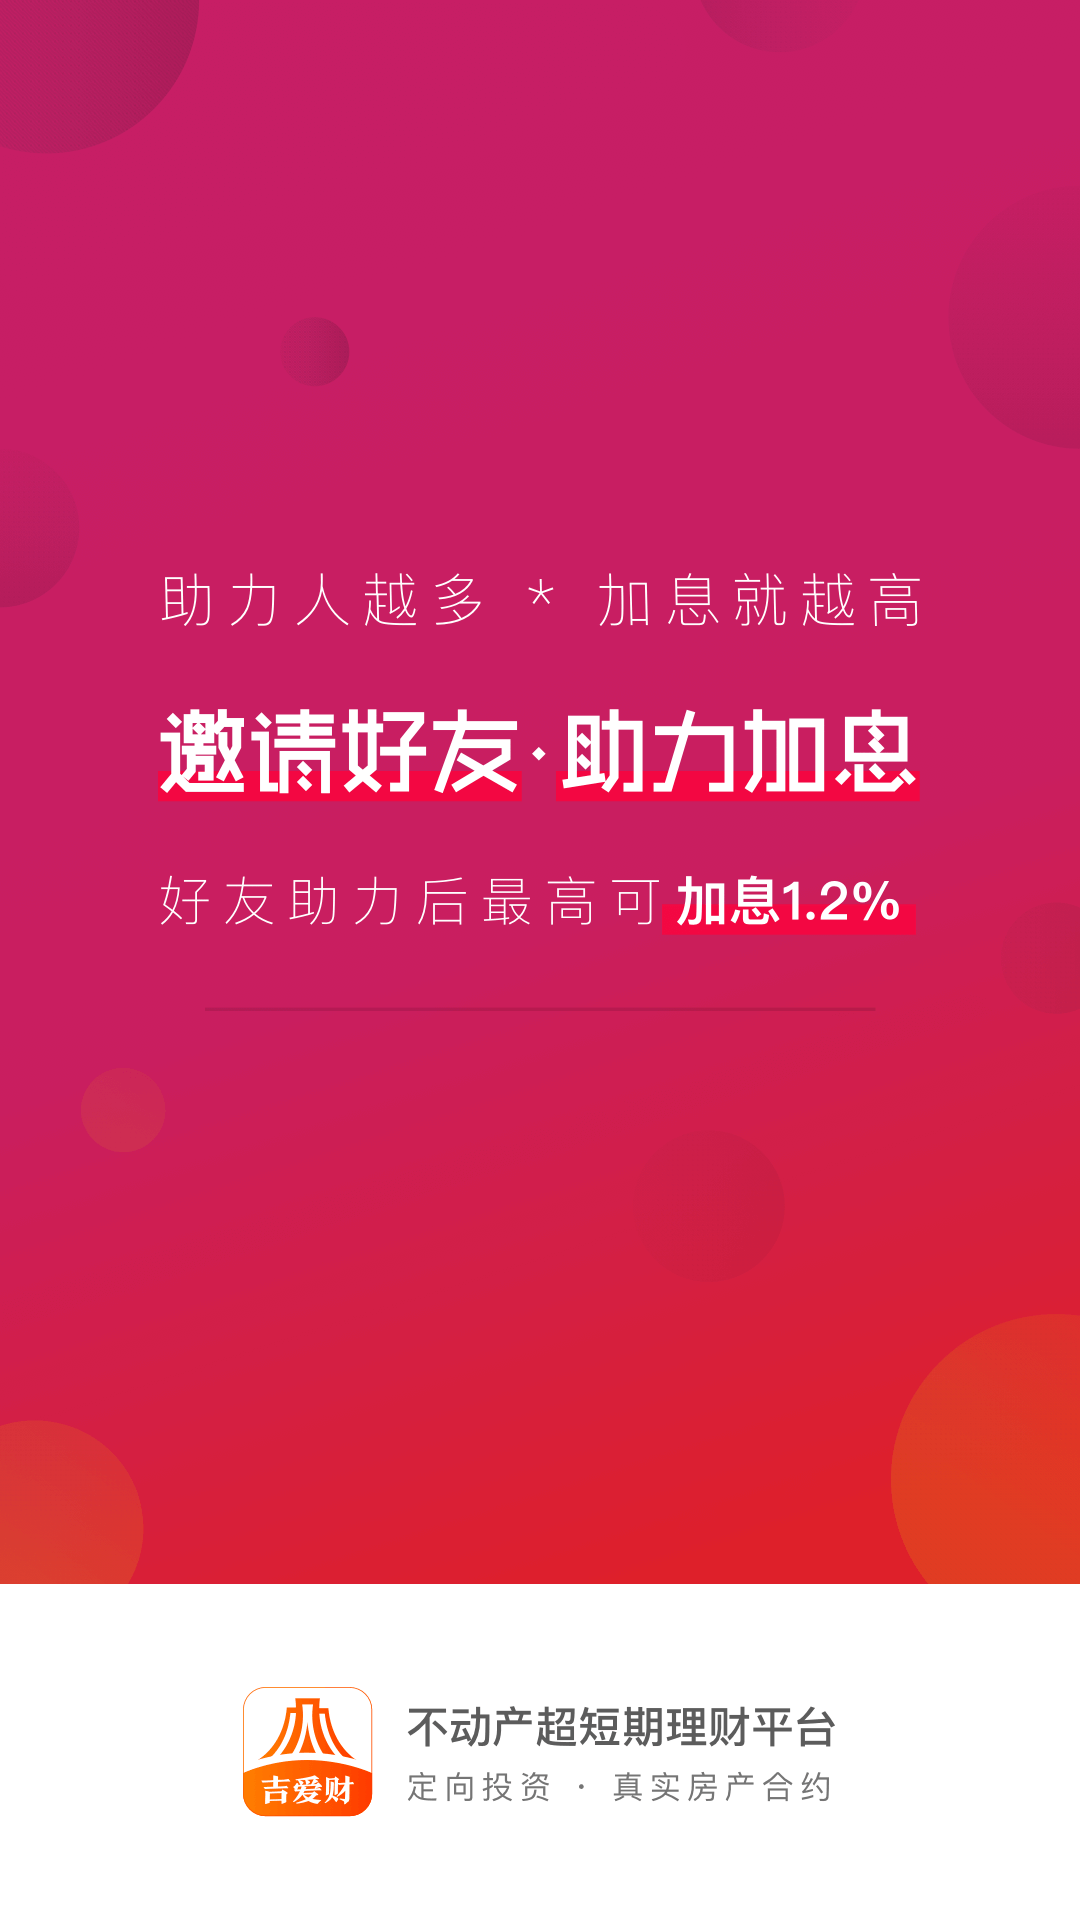 助力人越多 * 加息就越高
邀请好友·助力加息
好友助力后最高可加息1.2%
吉爱财
不动产超短期理财平台
定向投资 · 真实房产合约